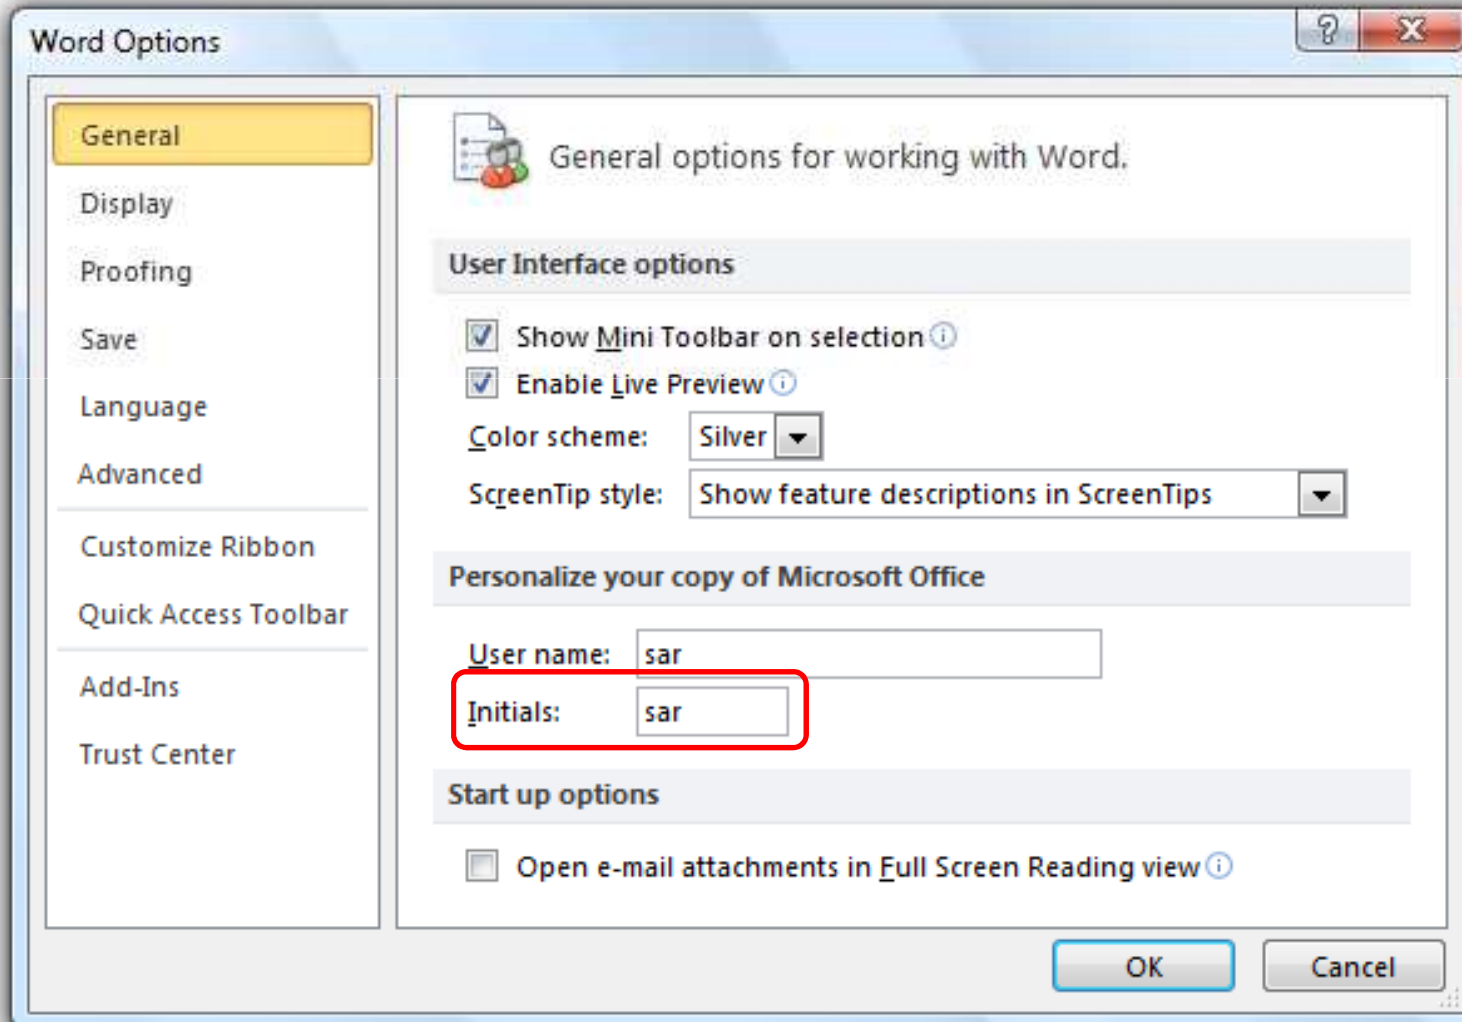 Word Options
General
Display
Proofing
Save
Language
Advanced
Customize Ribbon
Quick Access Toolbar
Add-Ins
Trust Center
General options for working with Word.
User Interface options
Show Mini Toolbar on selection
Enable Live Preview
Color scheme: Silver
ScreenTip style: Show feature descriptions in ScreenTips
Personalize your copy of Microsoft Office
User name: sar
Initials: sar
Start up options
Open e-mail attachments in Full Screen Reading view
OK Cancel